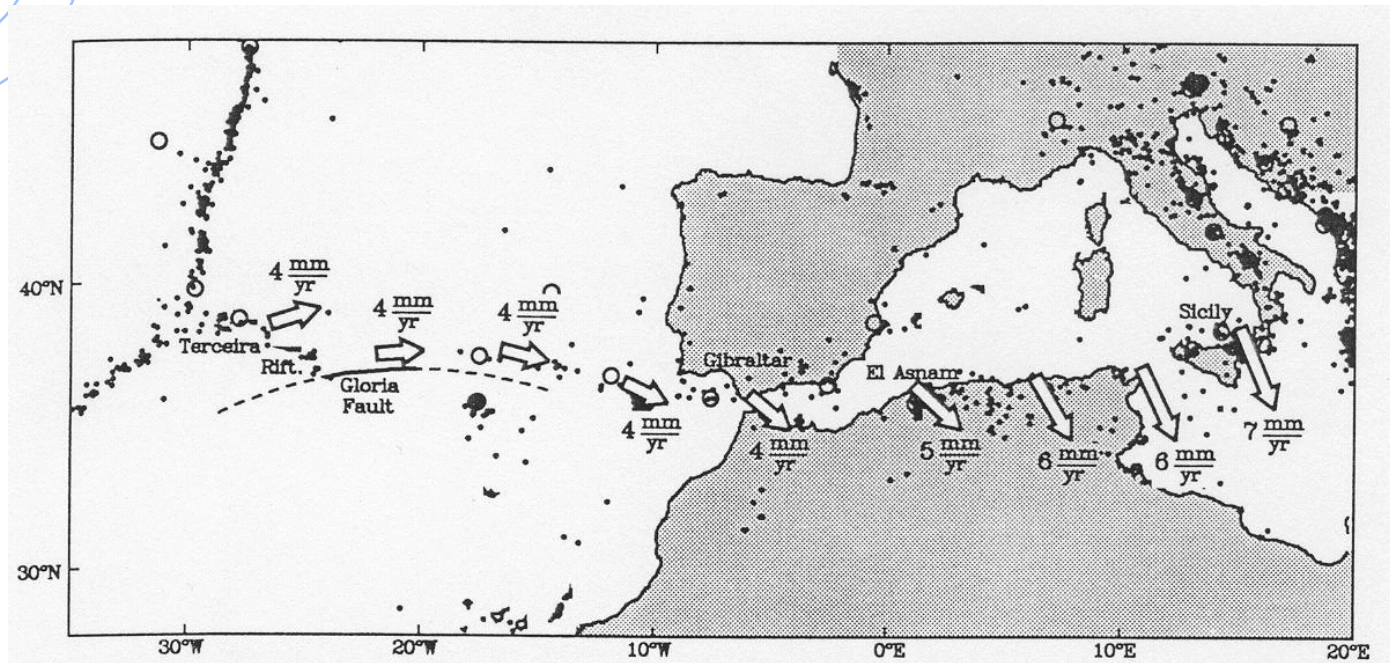 40°N
30°N
30°W
20°W
10°W
0°E
10°E
20°E
4 mm/yr
4 mm/yr
4 mm/yr
4 mm/yr
4 mm/yr
5 mm/yr
6 mm/yr
6 mm/yr
7 mm/yr
Terceira
Rift.
Gloria
Fault
Gibraltar
El Asnam
Sicily